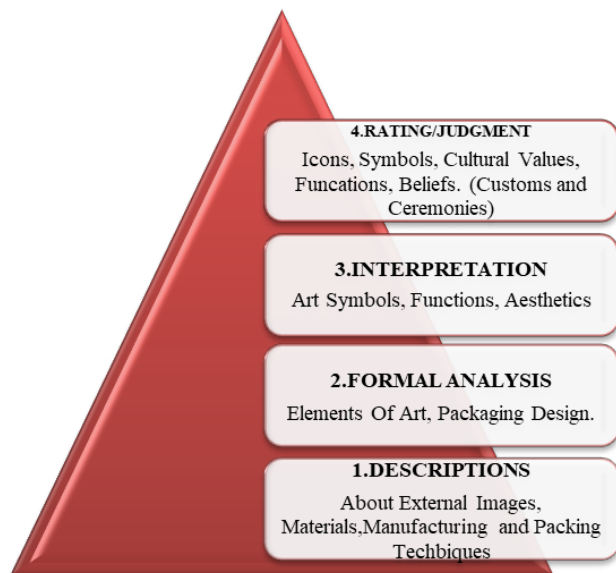 4.RATING/JUDGMENT
Icons, Symbols, Cultural Values,
Funcations, Beliefs. (Customs and
Ceremonies)
3.INTERPRETATION
Art Symbols, Functions, Aesthetics
2.FORMAL ANALYSIS
Elements Of Art, Packaging Design.
1.DESCRIPTIONS
About External Images,
Materials,Manufacturing and Packing
Techbiques